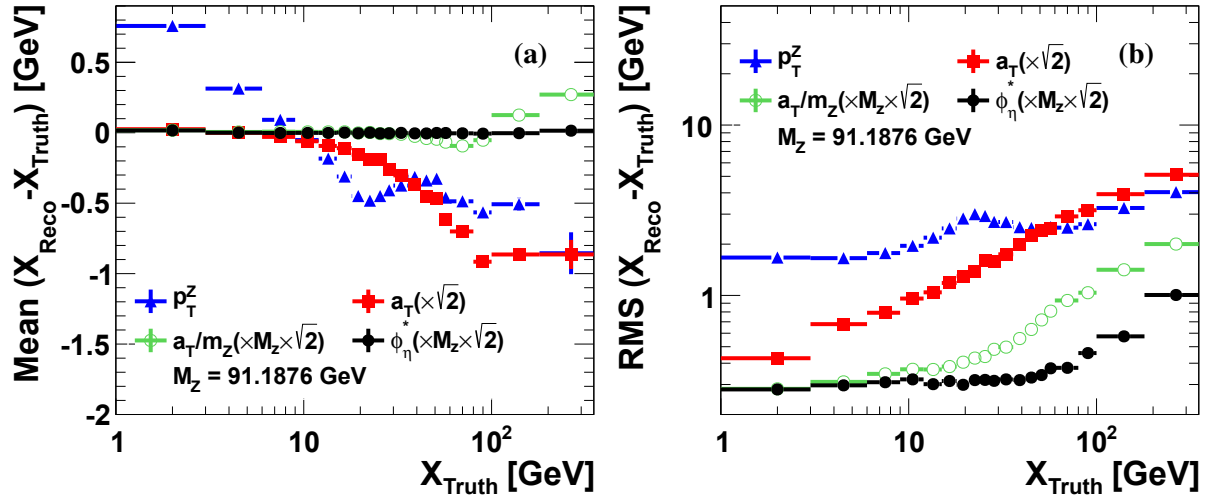 Mean (X_Reco-X_Truth) [GeV]
0.5
0
-0.5
-1
-1.5
-2
(a)
p_T^Z
a_T(×√2)
a_T/m_Z(×M_Z×√2)
ϕ_η^*(×M_Z×√2)
M_Z = 91.1876 GeV
1
10
10^2
X_Truth [GeV]
RMS (X_Reco-X_Truth) [GeV]
10
1
(b)
p_T^Z
a_T(×√2)
a_T/m_Z(×M_Z×√2)
ϕ_η^*(×M_Z×√2)
M_Z = 91.1876 GeV
1
10
10^2
X_Truth [GeV]